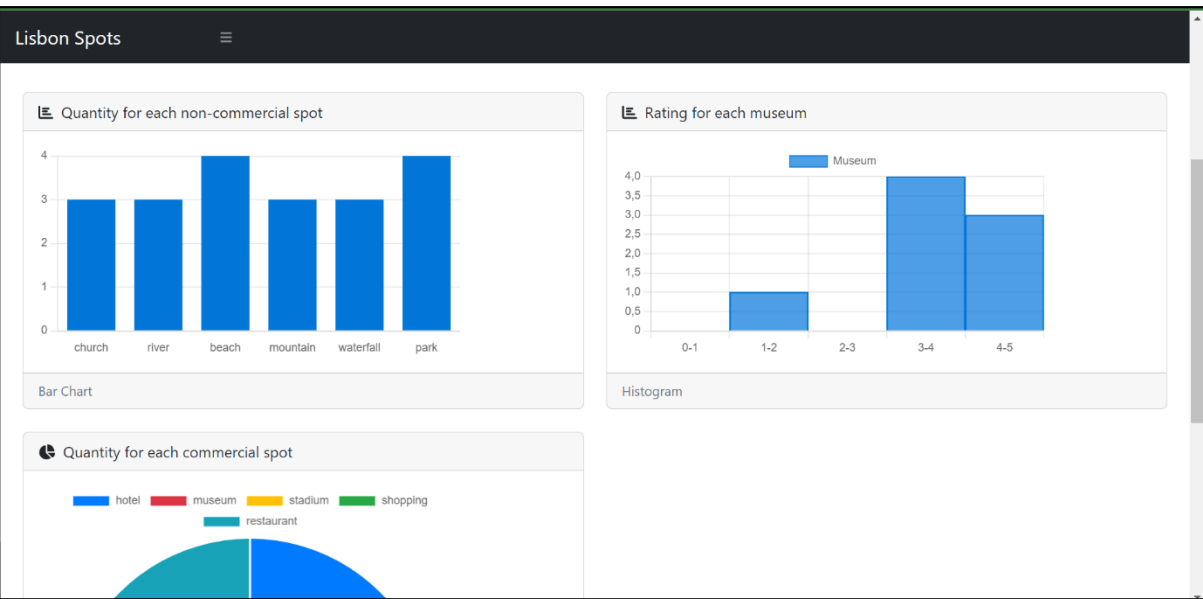 Lisbon Spots
Quantity for each non-commercial spot
4
3
2
1
0
church river beach mountain waterfall park
Bar Chart
Rating for each museum
Museum
4,0
3,5
3,0
2,5
2,0
1,5
1,0
0,5
0
0-1 1-2 2-3 3-4 4-5
Histogram
Quantity for each commercial spot
hotel museum stadium shopping
restaurant